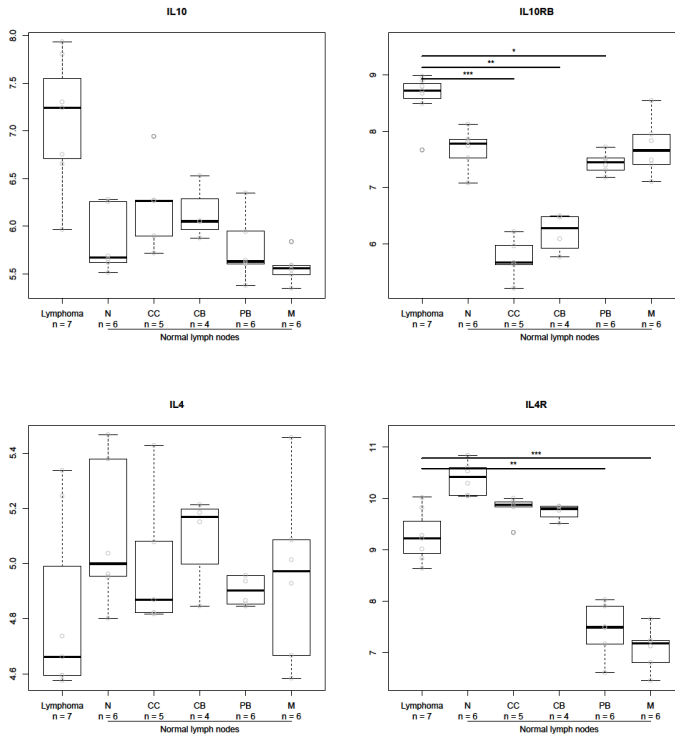 IL10
8.0
7.5
7.0
6.5
6.0
5.5
Lymphoma N CC CB PB M
n = 7 n = 6 n = 5 n = 4 n = 6 n = 6
Normal lymph nodes
IL10RB
9
8
7
6
*
**
***
Lymphoma N CC CB PB M
n = 7 n = 6 n = 5 n = 4 n = 6 n = 6
Normal lymph nodes
IL4
5.4
5.2
5.0
4.8
4.6
Lymphoma N CC CB PB M
n = 7 n = 6 n = 5 n = 4 n = 6 n = 6
Normal lymph nodes
IL4R
11
10
9
8
7
***
**
Lymphoma N CC CB PB M
n = 7 n = 6 n = 5 n = 4 n = 6 n = 6
Normal lymph nodes